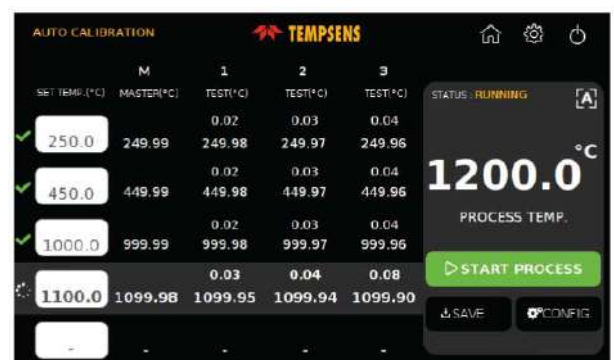 AUTO CALIBRATION
TEMPSENS
M 1 2 3
SET TEMP.(°C) MASTER(°C) TEST(°C) TEST(°C) TEST(°C)
0.02 0.03 0.04
250.0 249.99 249.98 249.97 249.96
0.02 0.03 0.04
450.0 449.99 449.98 449.97 449.96
0.02 0.03 0.04
1000.0 999.99 999.98 999.97 999.96
0.03 0.04 0.08
1100.0 1099.98 1099.95 1099.94 1099.90
- - - - -
STATUS : RUNNING [A]
1200.0 °C
PROCESS TEMP.
START PROCESS
SAVE CONFIG